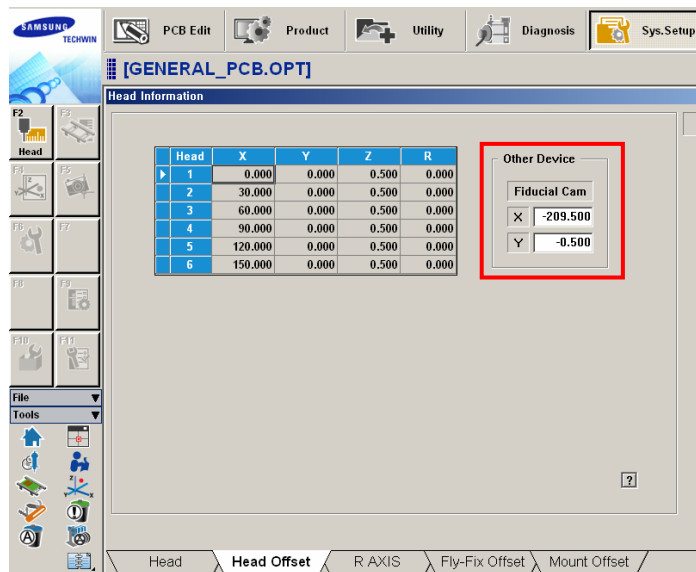 SAMSUNG
TECHWIN
PCB Edit Product Utility Diagnosis Sys.Setup
[GENERAL_PCB.OPT]
Head Information
F2 F3
Head
F4 F5
F6 F7
F8 F9
F10 F11
File
Tools
Head X Y Z R
1 0.000 0.000 0.500 0.000
2 30.000 0.000 0.500 0.000
3 60.000 0.000 0.500 0.000
4 90.000 0.000 0.500 0.000
5 120.000 0.000 0.500 0.000
6 150.000 0.000 0.500 0.000
Other Device
Fiducial Cam
X -209.500
Y -0.500
?
Head Head Offset R AXIS Fly-Fix Offset Mount Offset